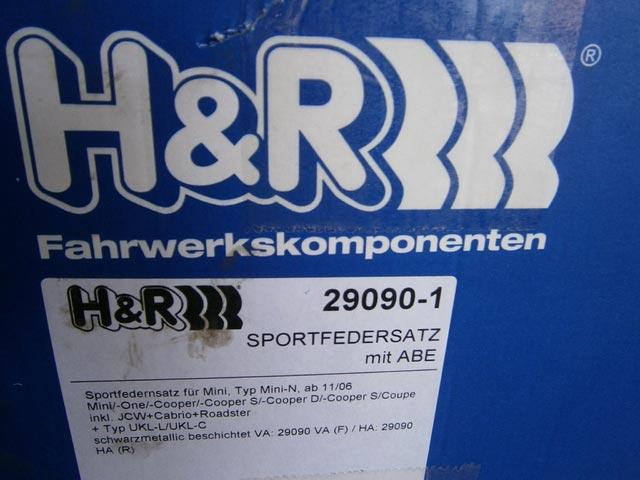 H&R®
Fahrwerkskomponenten
H&R 29090-1
SPORTFEDERSATZ
mit ABE
Sportfedernsatz für Mini, Typ Mini-N, ab 11/06
Mini/-One/-Cooper/-Cooper S/-Cooper D/-Cooper S/Coupe
inkl. JCW+Cabrio+Roadster
+ Typ UKL-L/UKL-C
schwarzmetallic beschichtet VA: 29090 VA (F) / HA: 29090
HA (R)